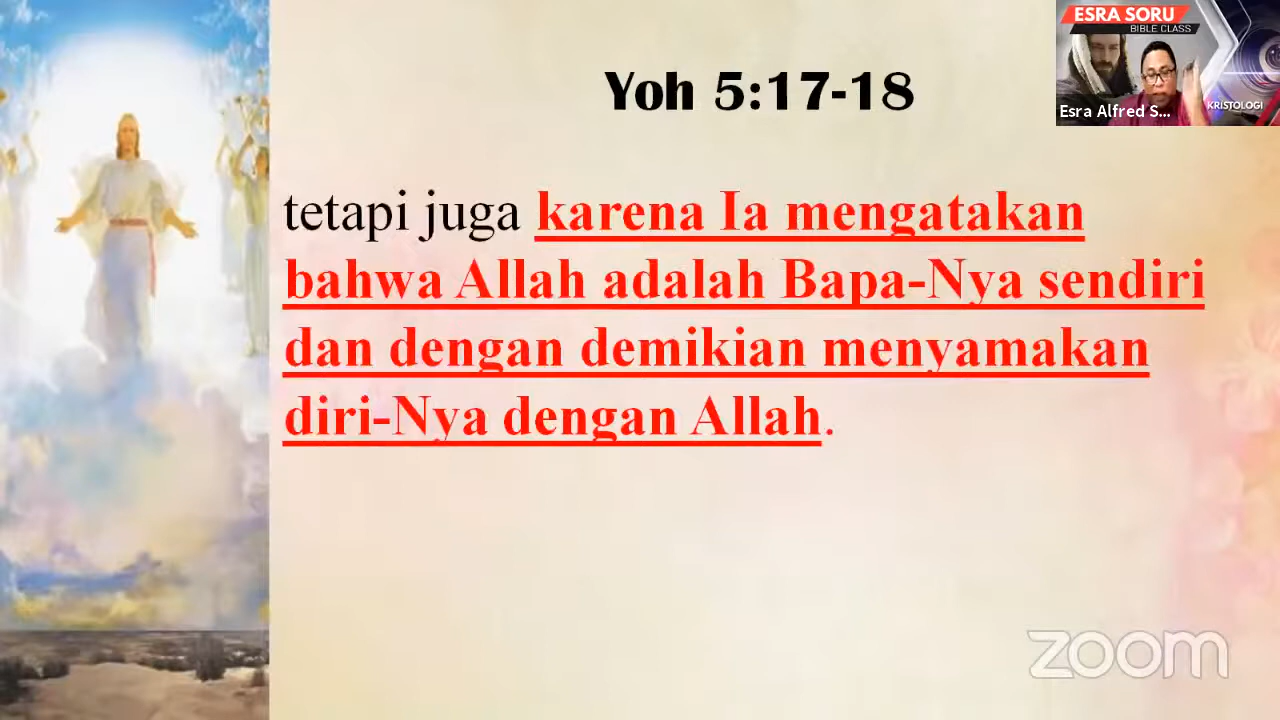 Yoh 5:17-18
ESRA SORU
BIBLE CLASS
KRISTOLOGI
Esra Alfred S...
tetapi juga karena Ia mengatakan
bahwa Allah adalah Bapa-Nya sendiri
dan dengan demikian menyamakan
diri-Nya dengan Allah.
zoom